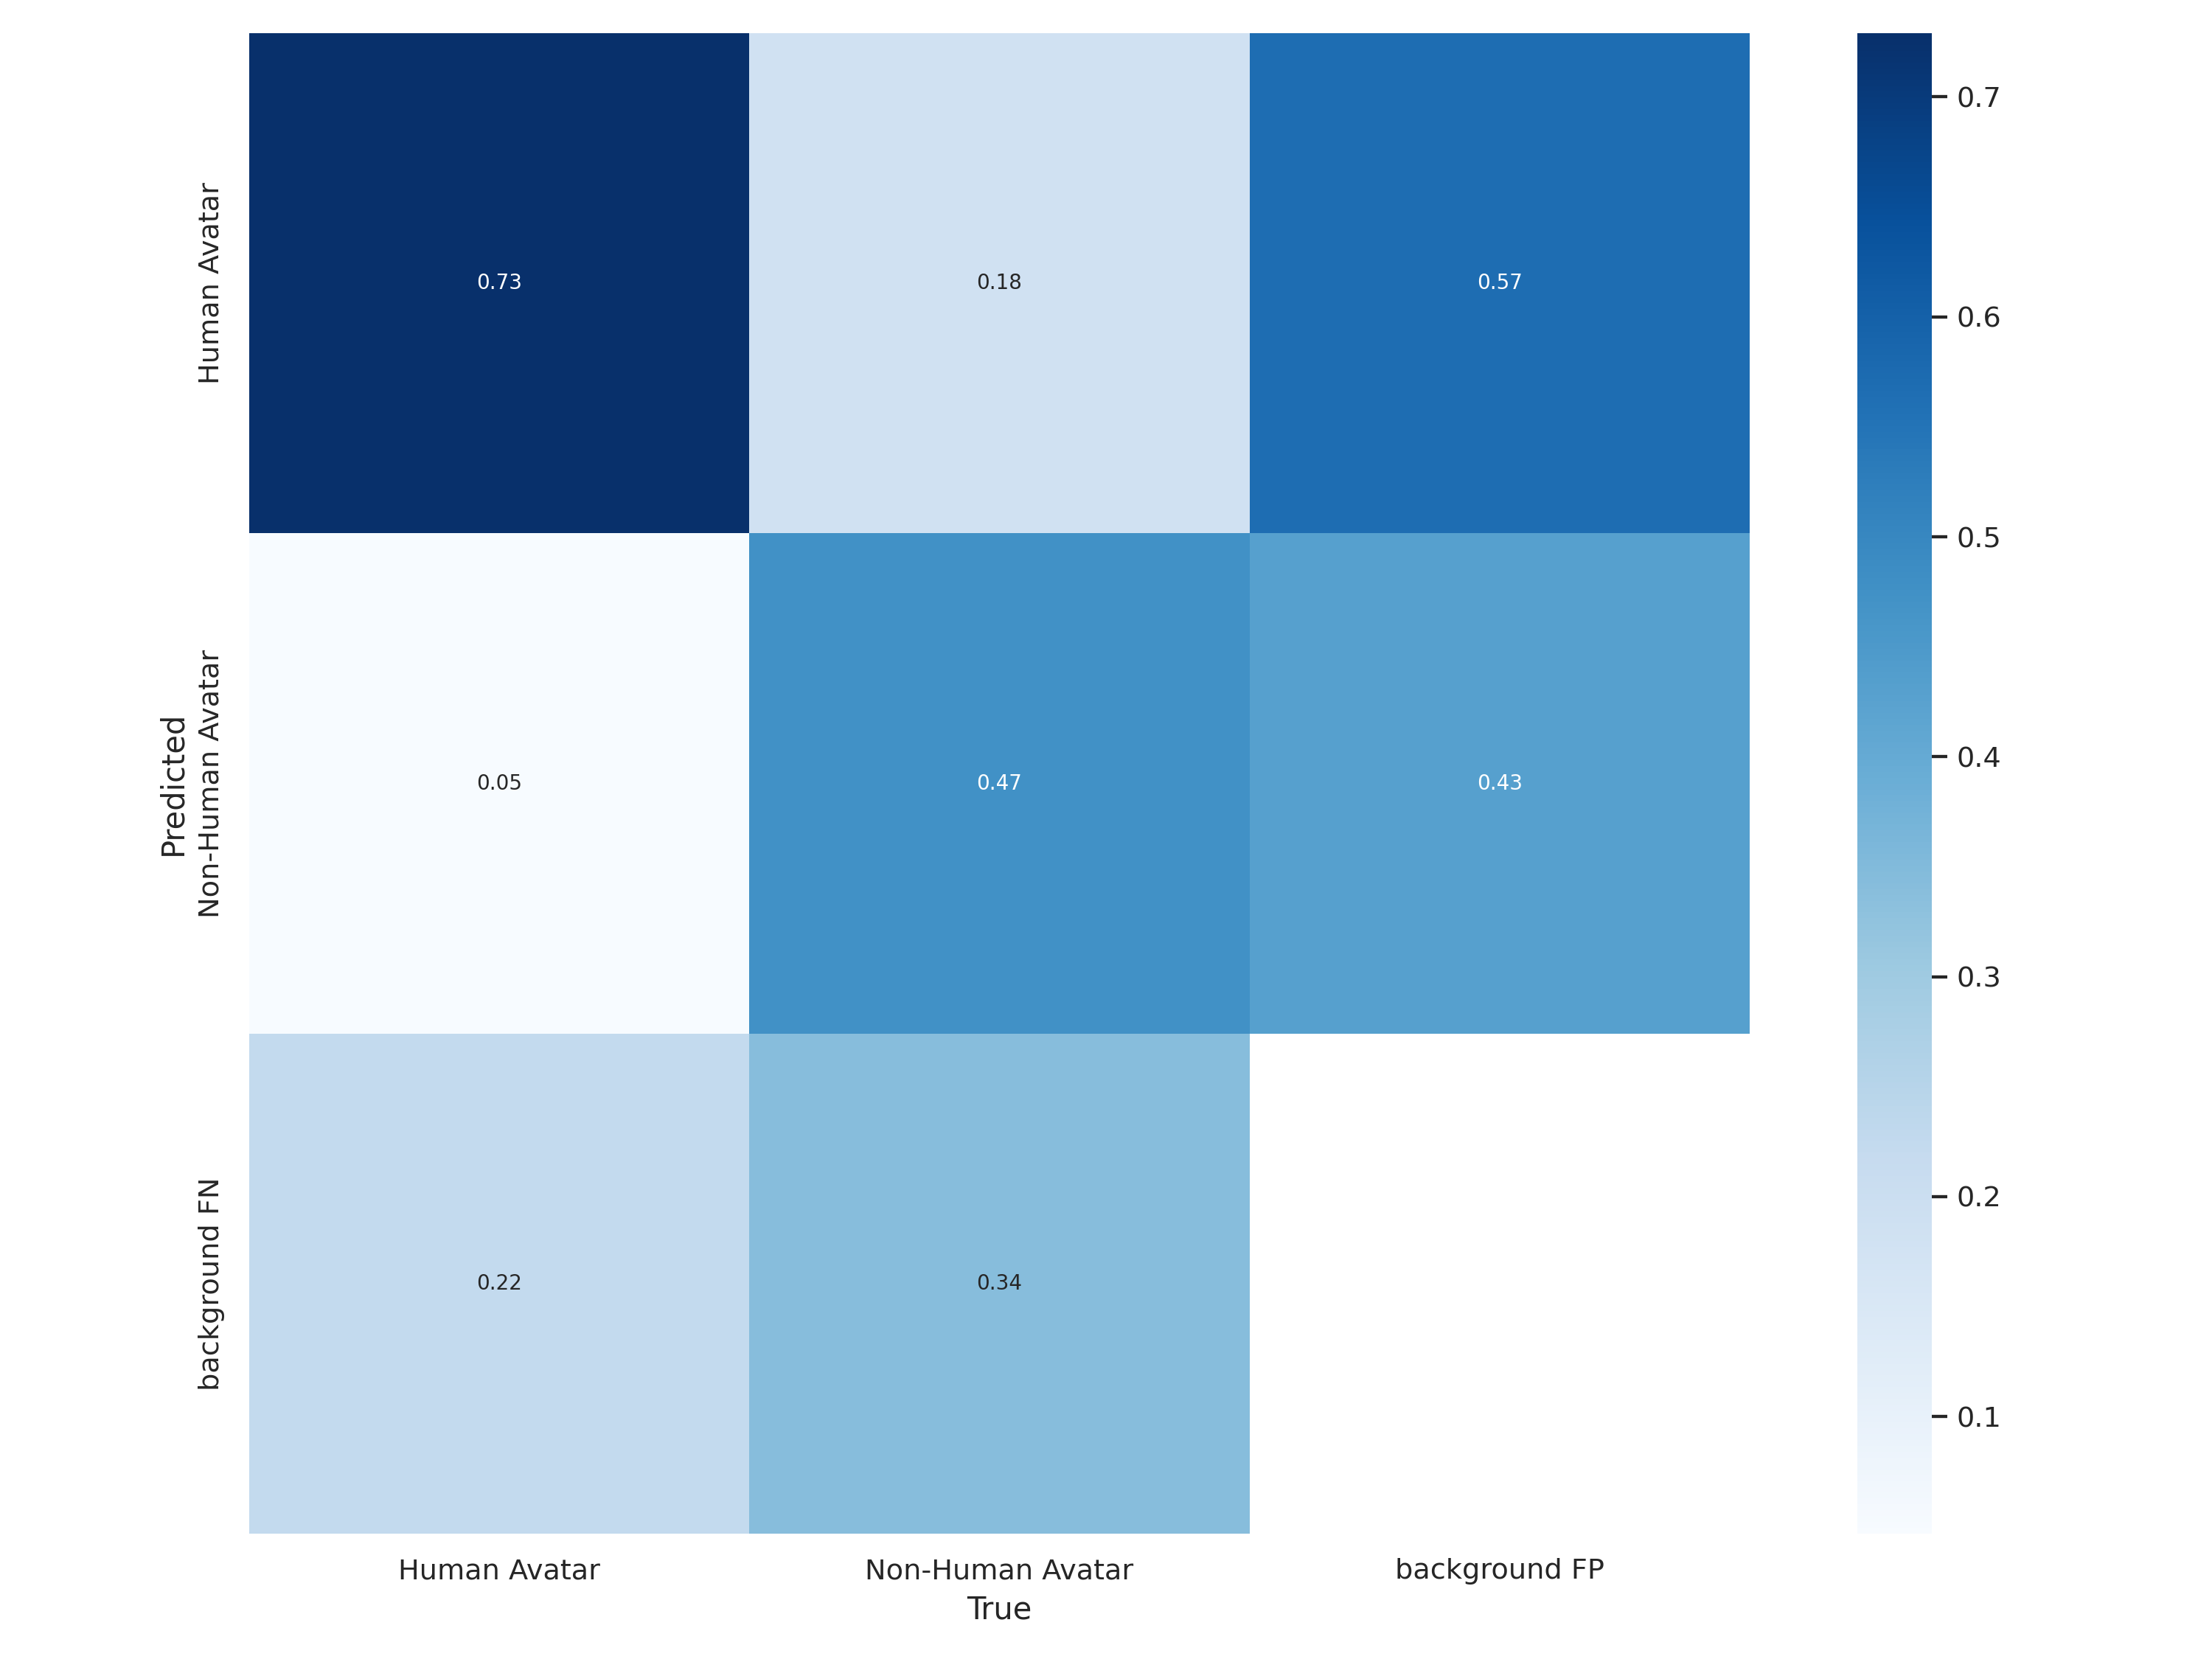 Human Avatar
0.73
0.18
0.57
Predicted
Non-Human Avatar
0.05
0.47
0.43
background FN
0.22
0.34
Human Avatar
Non-Human Avatar
background FP
True
0.7
0.6
0.5
0.4
0.3
0.2
0.1